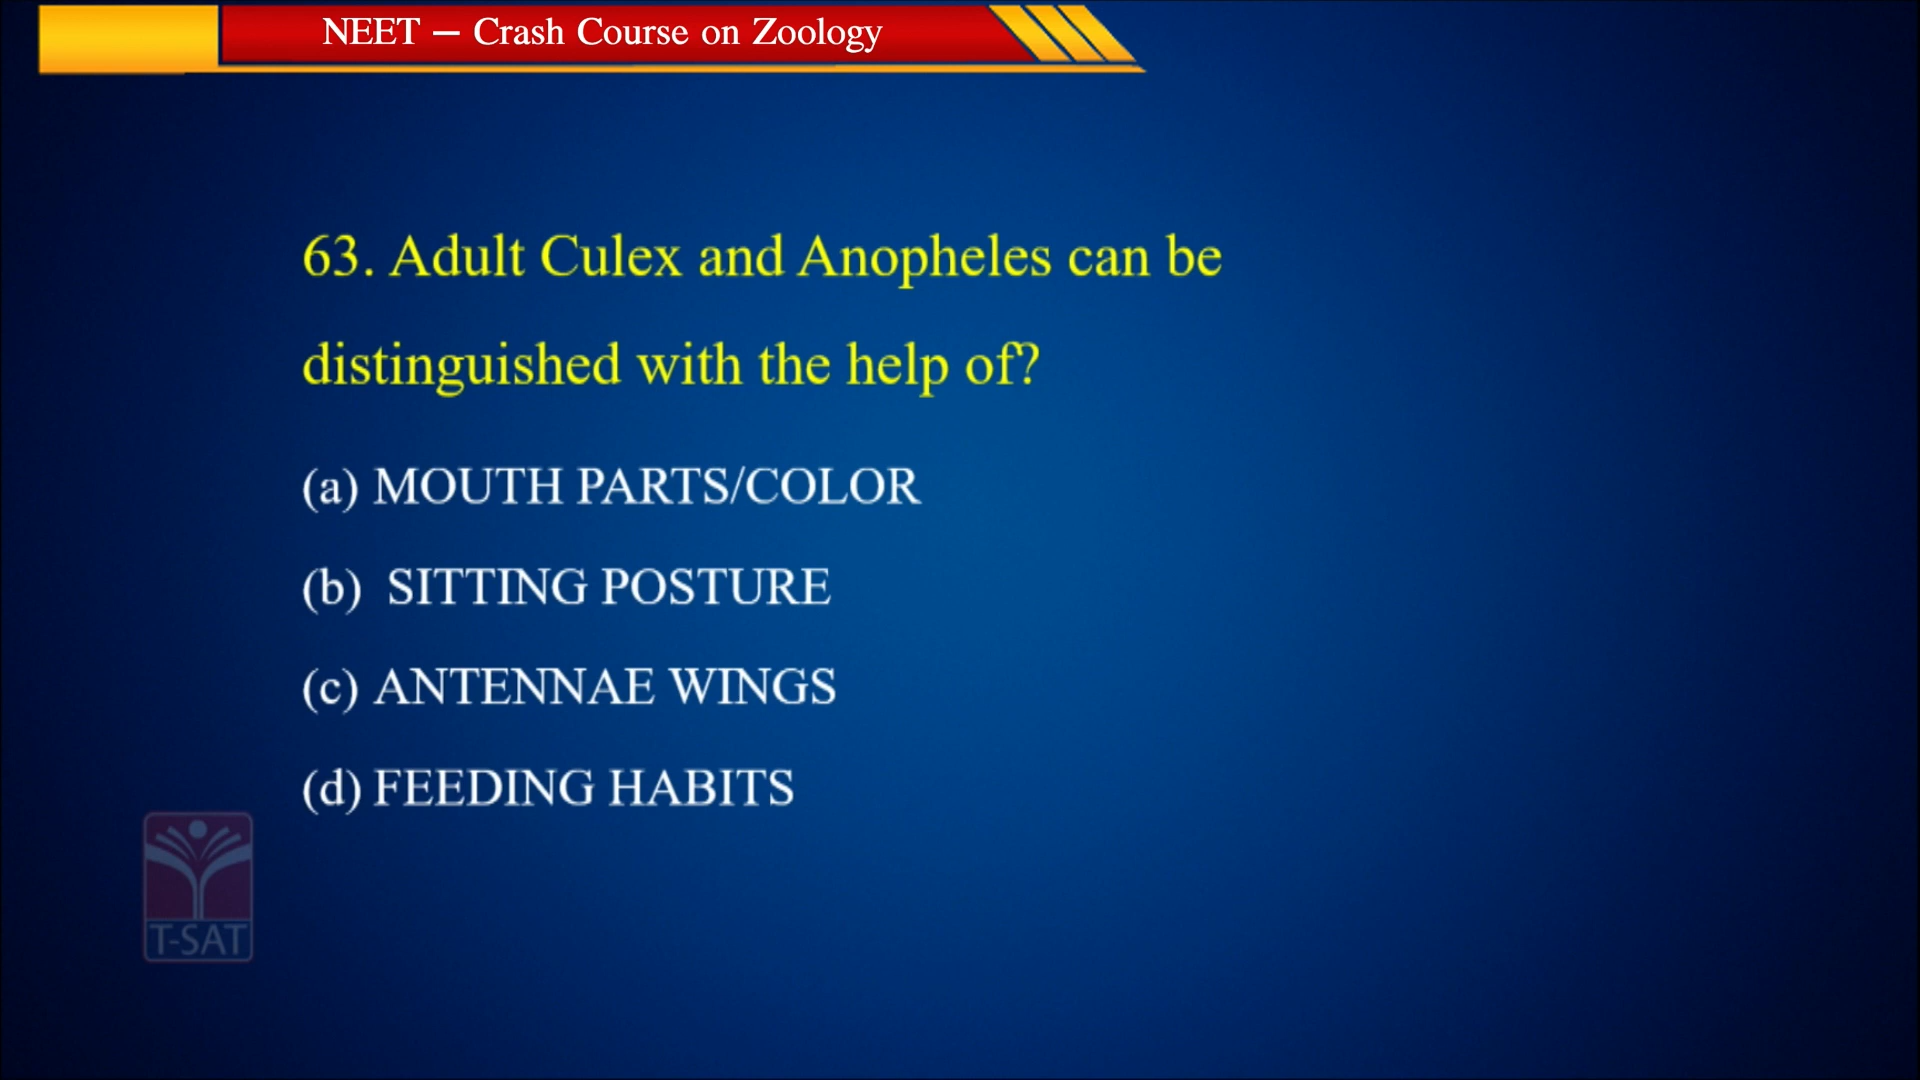 NEET – Crash Course on Zoology
63. Adult Culex and Anopheles can be
distinguished with the help of?
(a) MOUTH PARTS/COLOR
(b) SITTING POSTURE
(c) ANTENNAE WINGS
(d) FEEDING HABITS
T-SAT